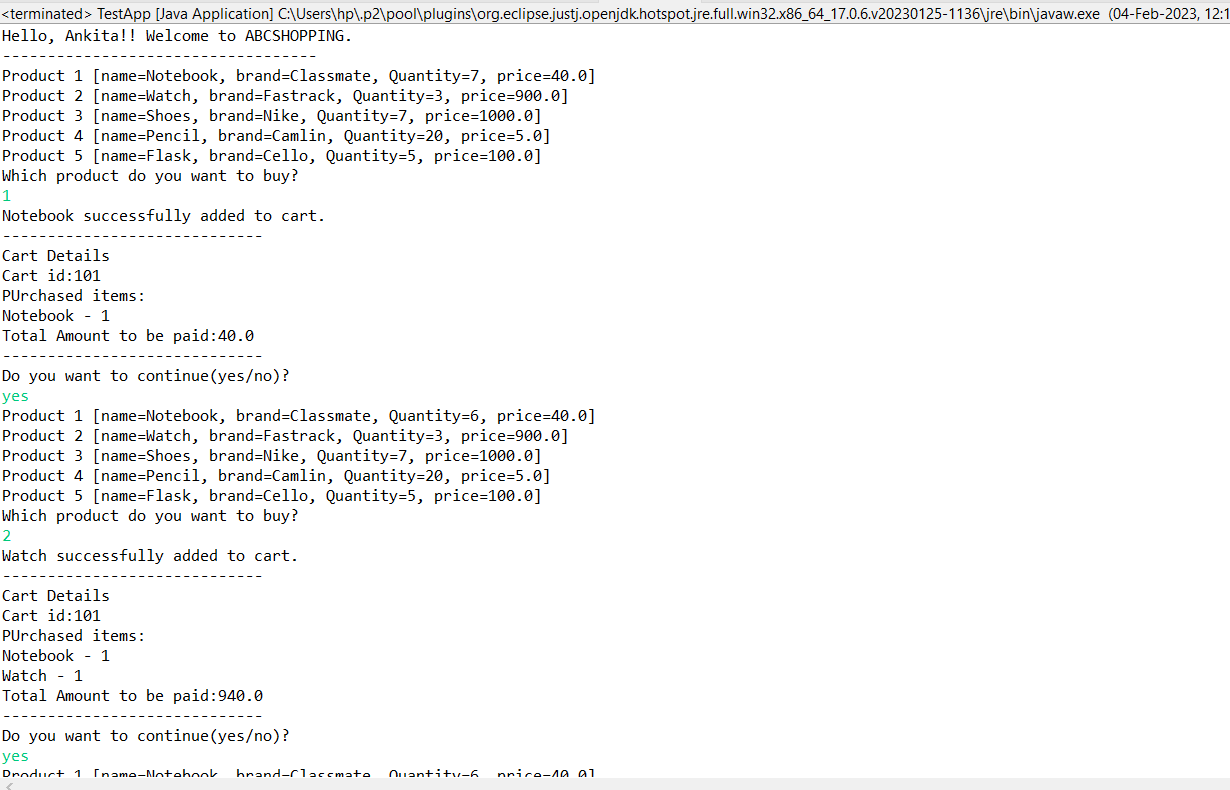 <terminated> TestApp [Java Application] C:\Users\hp\.p2\pool\plugins\org.eclipse.justj.openjdk.hotspot.jre.full.win32.x86_64_17.0.6.v20230125-1136\jre\bin\javaw.exe (04-Feb-2023, 12:1
Hello, Ankita!! Welcome to ABCSHOPPING.
-----------------------------------
Product 1 [name=Notebook, brand=Classmate, Quantity=7, price=40.0]
Product 2 [name=Watch, brand=Fastrack, Quantity=3, price=900.0]
Product 3 [name=Shoes, brand=Nike, Quantity=7, price=1000.0]
Product 4 [name=Pencil, brand=Camlin, Quantity=20, price=5.0]
Product 5 [name=Flask, brand=Cello, Quantity=5, price=100.0]
Which product do you want to buy?
1
Notebook successfully added to cart.
-----------------------------
Cart Details
Cart id:101
PUrchased items:
Notebook - 1
Total Amount to be paid:40.0
-----------------------------
Do you want to continue(yes/no)?
yes
Product 1 [name=Notebook, brand=Classmate, Quantity=6, price=40.0]
Product 2 [name=Watch, brand=Fastrack, Quantity=3, price=900.0]
Product 3 [name=Shoes, brand=Nike, Quantity=7, price=1000.0]
Product 4 [name=Pencil, brand=Camlin, Quantity=20, price=5.0]
Product 5 [name=Flask, brand=Cello, Quantity=5, price=100.0]
Which product do you want to buy?
2
Watch successfully added to cart.
-----------------------------
Cart Details
Cart id:101
PUrchased items:
Notebook - 1
Watch - 1
Total Amount to be paid:940.0
-----------------------------
Do you want to continue(yes/no)?
yes
Product 1 [name=Notebook, brand=Classmate, Quantity=6, price=40.0]